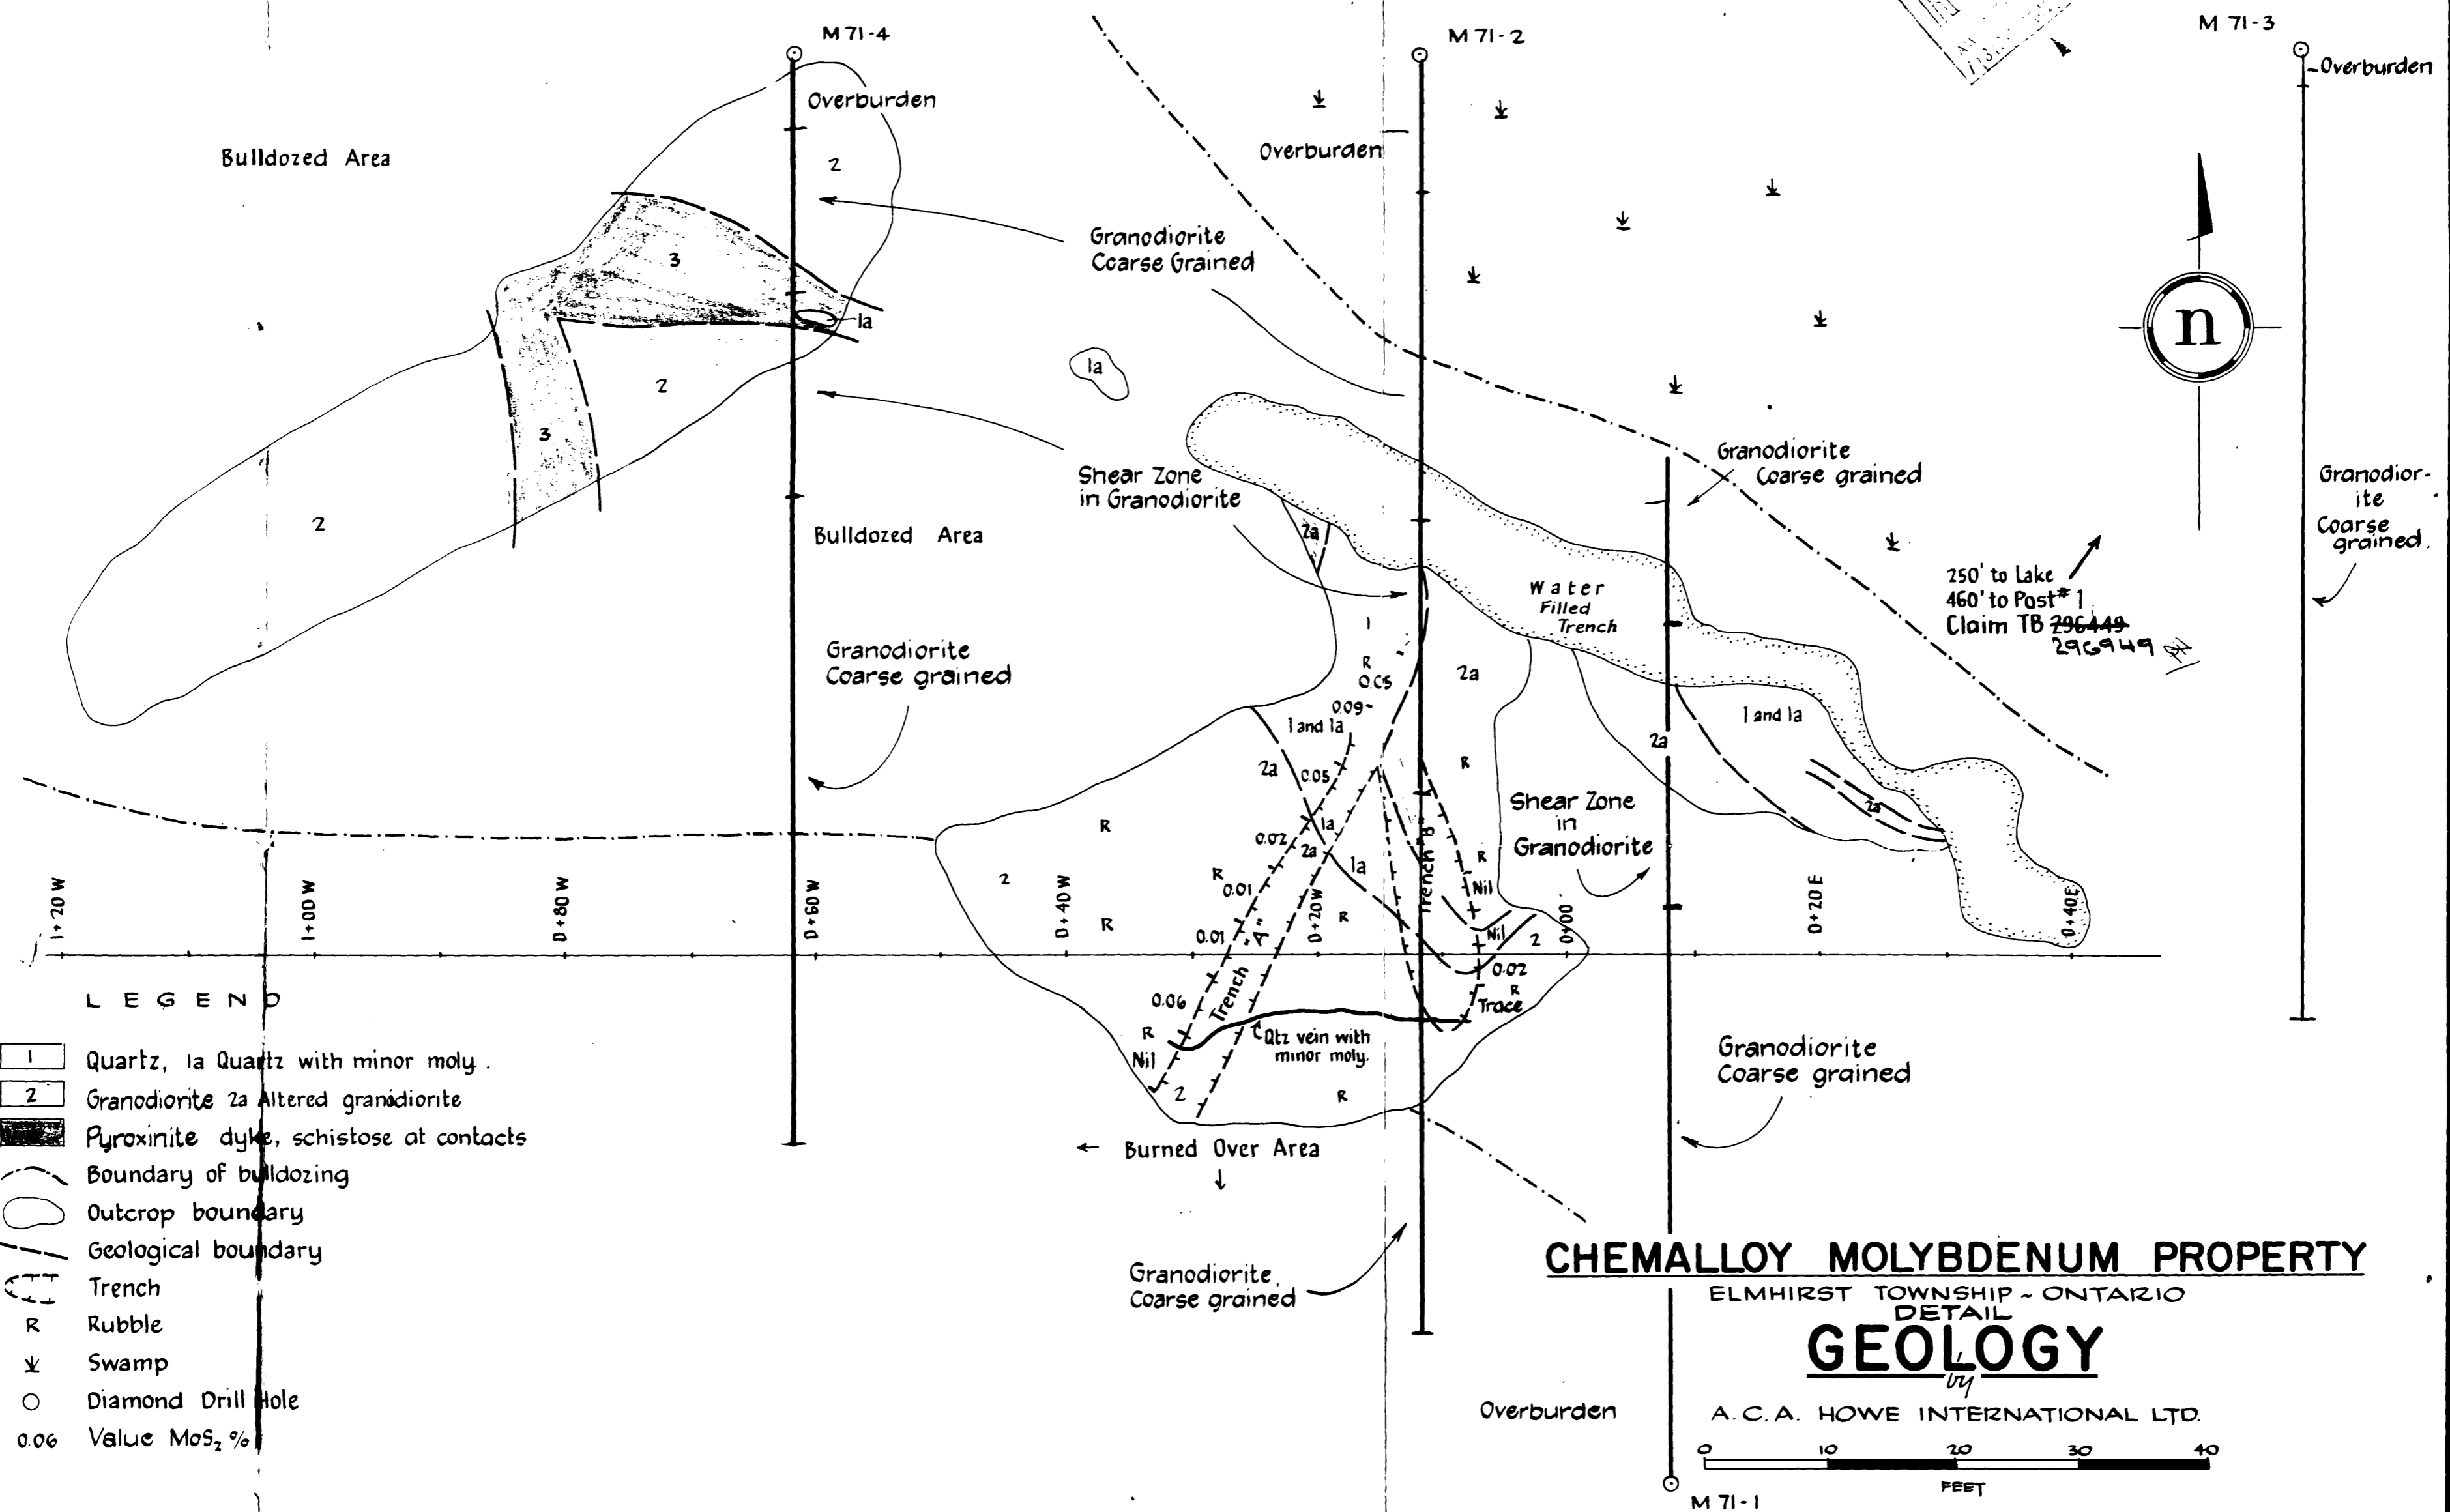 M 71-4
M 71-2
M 71-3
Overburden
Overburden
Overburden
Bulldozed Area
2
Granodiorite
Coarse Grained
3
1a
1a
2
3
2
Shear Zone
in Granodiorite
Granodiorite
Coarse grained
Granodior-
ite
Coarse
grained.
n
Bulldozed Area
2a
Water
Filled
Trench
250' to Lake
460' to Post #1
Claim TB 296449
296949
1
R
0.05
0.09
1 and 1a
2a
R
2a
1 and 1a
Granodiorite
Coarse grained
2a
0.05
1a
0.02
2a
1a
R
0.01
R
0.01
0.06
R
Nil
2
Trench "A"
Trench "B"
R
Nil
Nil
2
0.02
R
Trace
2a
Shear Zone
in
Granodiorite
R
R
2
Qtz vein with
minor moly.
R
1+20 W
1+00 W
0+80 W
0+60 W
0+40 W
0+20W
0+00
0+20 E
0+40E
LEGEND
1 Quartz, 1a Quartz with minor moly.
2 Granodiorite 2a Altered granodiorite
Pyroxinite dyke, schistose at contacts
Boundary of bulldozing
Outcrop boundary
Geological boundary
Trench
R Rubble
Swamp
Diamond Drill Hole
0.06 Value MoS₂ %
← Burned Over Area
↓
Granodiorite
Coarse grained
Granodiorite,
Coarse grained
Overburden
M 71-1
CHEMALLOY MOLYBDENUM PROPERTY
ELMHIRST TOWNSHIP ~ ONTARIO
DETAIL
GEOLOGY
by
A.C.A. HOWE INTERNATIONAL LTD.
0 10 20 30 40
FEET